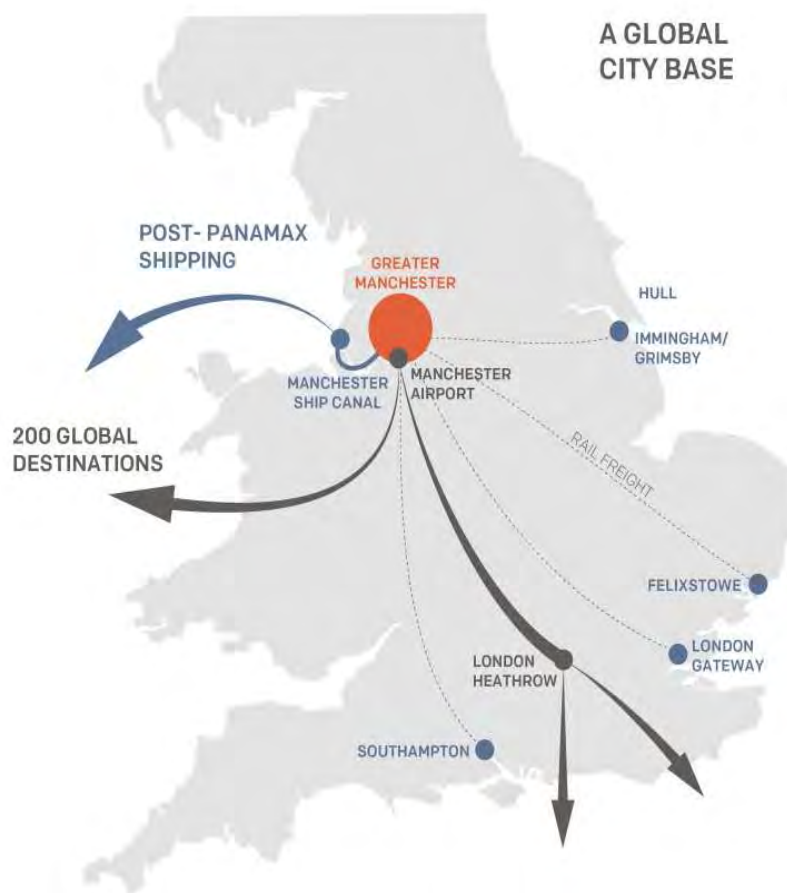 A GLOBAL
CITY BASE
POST- PANAMAX
SHIPPING
GREATER
MANCHESTER
HULL
IMMINGHAM/
GRIMSBY
MANCHESTER
SHIP CANAL
MANCHESTER
AIRPORT
200 GLOBAL
DESTINATIONS
RAIL FREIGHT
FELIXSTOWE
LONDON
GATEWAY
LONDON
HEATHROW
SOUTHAMPTON